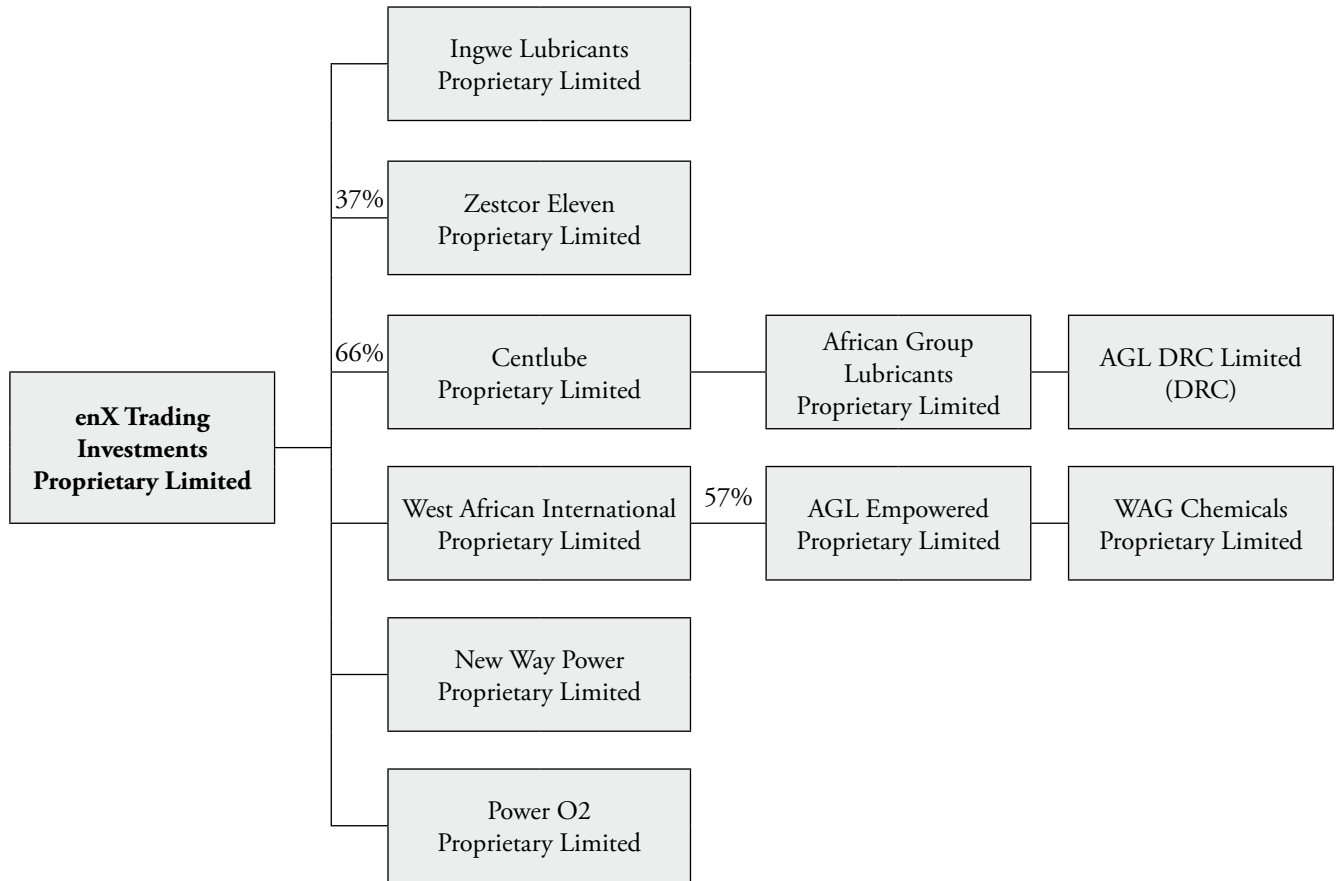 Ingwe Lubricants
Proprietary Limited
37%
Zestcor Eleven
Proprietary Limited
66%
Centlube
Proprietary Limited
African Group
Lubricants
Proprietary Limited
AGL DRC Limited
(DRC)
enX Trading
Investments
Proprietary Limited
West African International
Proprietary Limited
57%
AGL Empowered
Proprietary Limited
WAG Chemicals
Proprietary Limited
New Way Power
Proprietary Limited
Power O2
Proprietary Limited